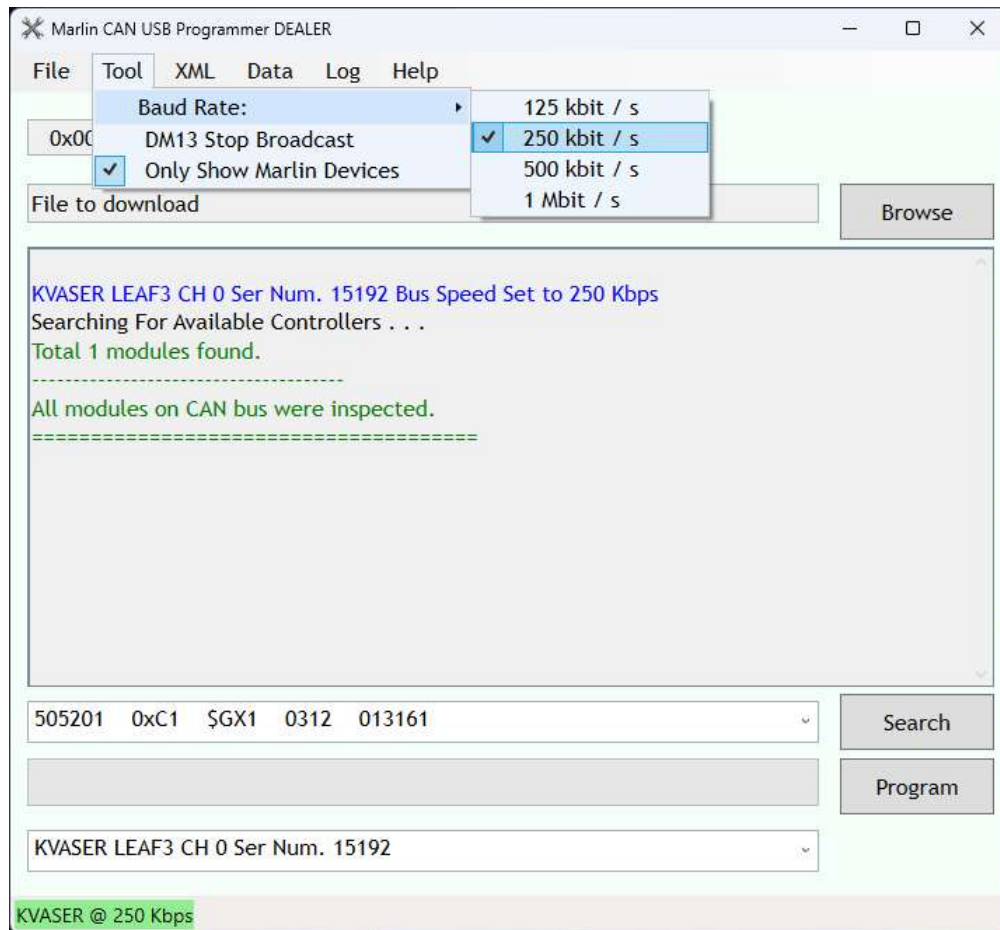 Marlin CAN USB Programmer DEALER
File Tool XML Data Log Help
Baud Rate:
DM13 Stop Broadcast
Only Show Marlin Devices
125 kbit / s
250 kbit / s
500 kbit / s
1 Mbit / s
File to download
Browse
KVASER LEAF3 CH 0 Ser Num. 15192 Bus Speed Set to 250 Kbps
Searching For Available Controllers . . .
Total 1 modules found.
--------------------------------------
All modules on CAN bus were inspected.
======================================
505201 0xC1 $GX1 0312 013161
Search
Program
KVASER LEAF3 CH 0 Ser Num. 15192
KVASER @ 250 Kbps